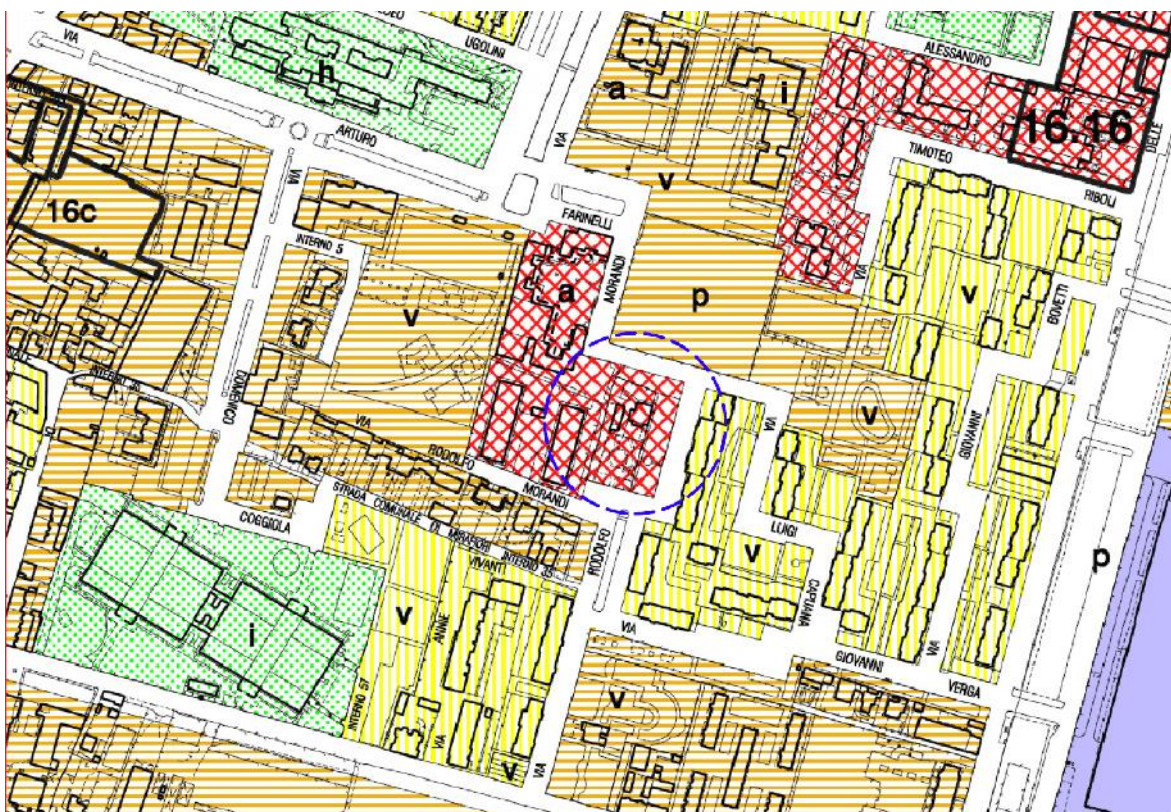 VIA
UGOLINI
ALESSANDRO
h
a
i
VIA
16.16
DELLE
ARTURO
TIMOTEO
v
RIBOLI
16c
VIA
FARINELLI
INTERNO 5
a
MORANDI
VIA
v
BOVETTI
v
p
DOMENICO
v
VIA
VIA
GIOVANNI
RODOLFO
MORANDI
STRADA COMUNALE DI MIRAFIORI INTERNO 35
COGGIOLA
LUIGI
VIVANTI
RODOLFO
v
p
i
v
ANNIE
CAPUANA
VIA
GIOVANNI
VIA
VERGA
INTERNO 57
v
VIA
v
VIA